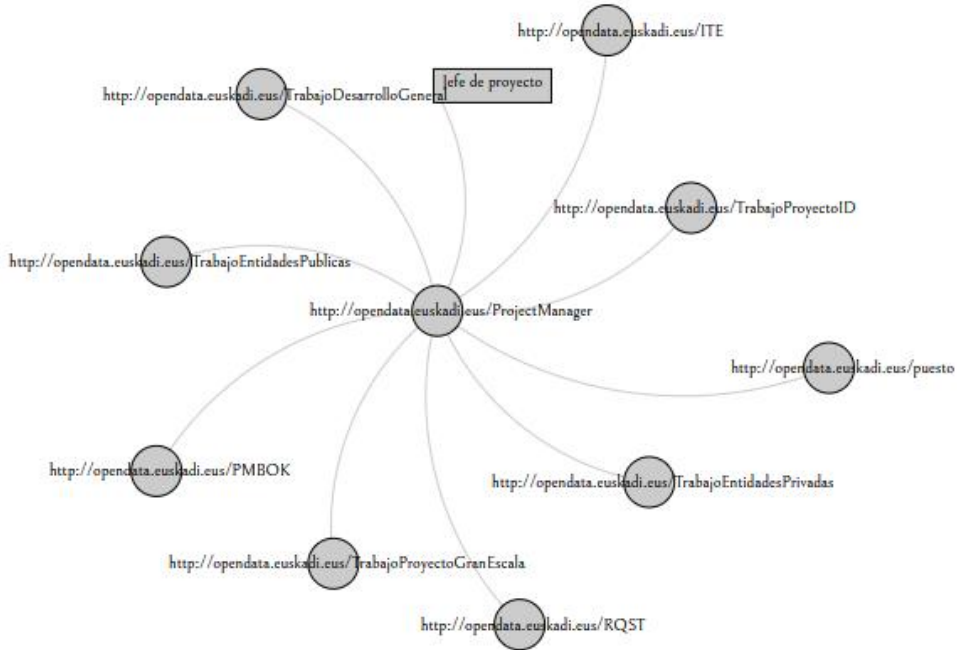 http://opendata.euskadi.eus/ITE
Jefe de proyecto
http://opendata.euskadi.eus/TrabajoDesarrolloGeneral
http://opendata.euskadi.eus/TrabajoProyectoID
http://opendata.euskadi.eus/TrabajoEntidadesPublicas
http://opendata.euskadi.eus/ProjectManager
http://opendata.euskadi.eus/puesto
http://opendata.euskadi.eus/PMBOK
http://opendata.euskadi.eus/TrabajoEntidadesPrivadas
http://opendata.euskadi.eus/TrabajoProyectoGranEscala
http://opendata.euskadi.eus/RQST